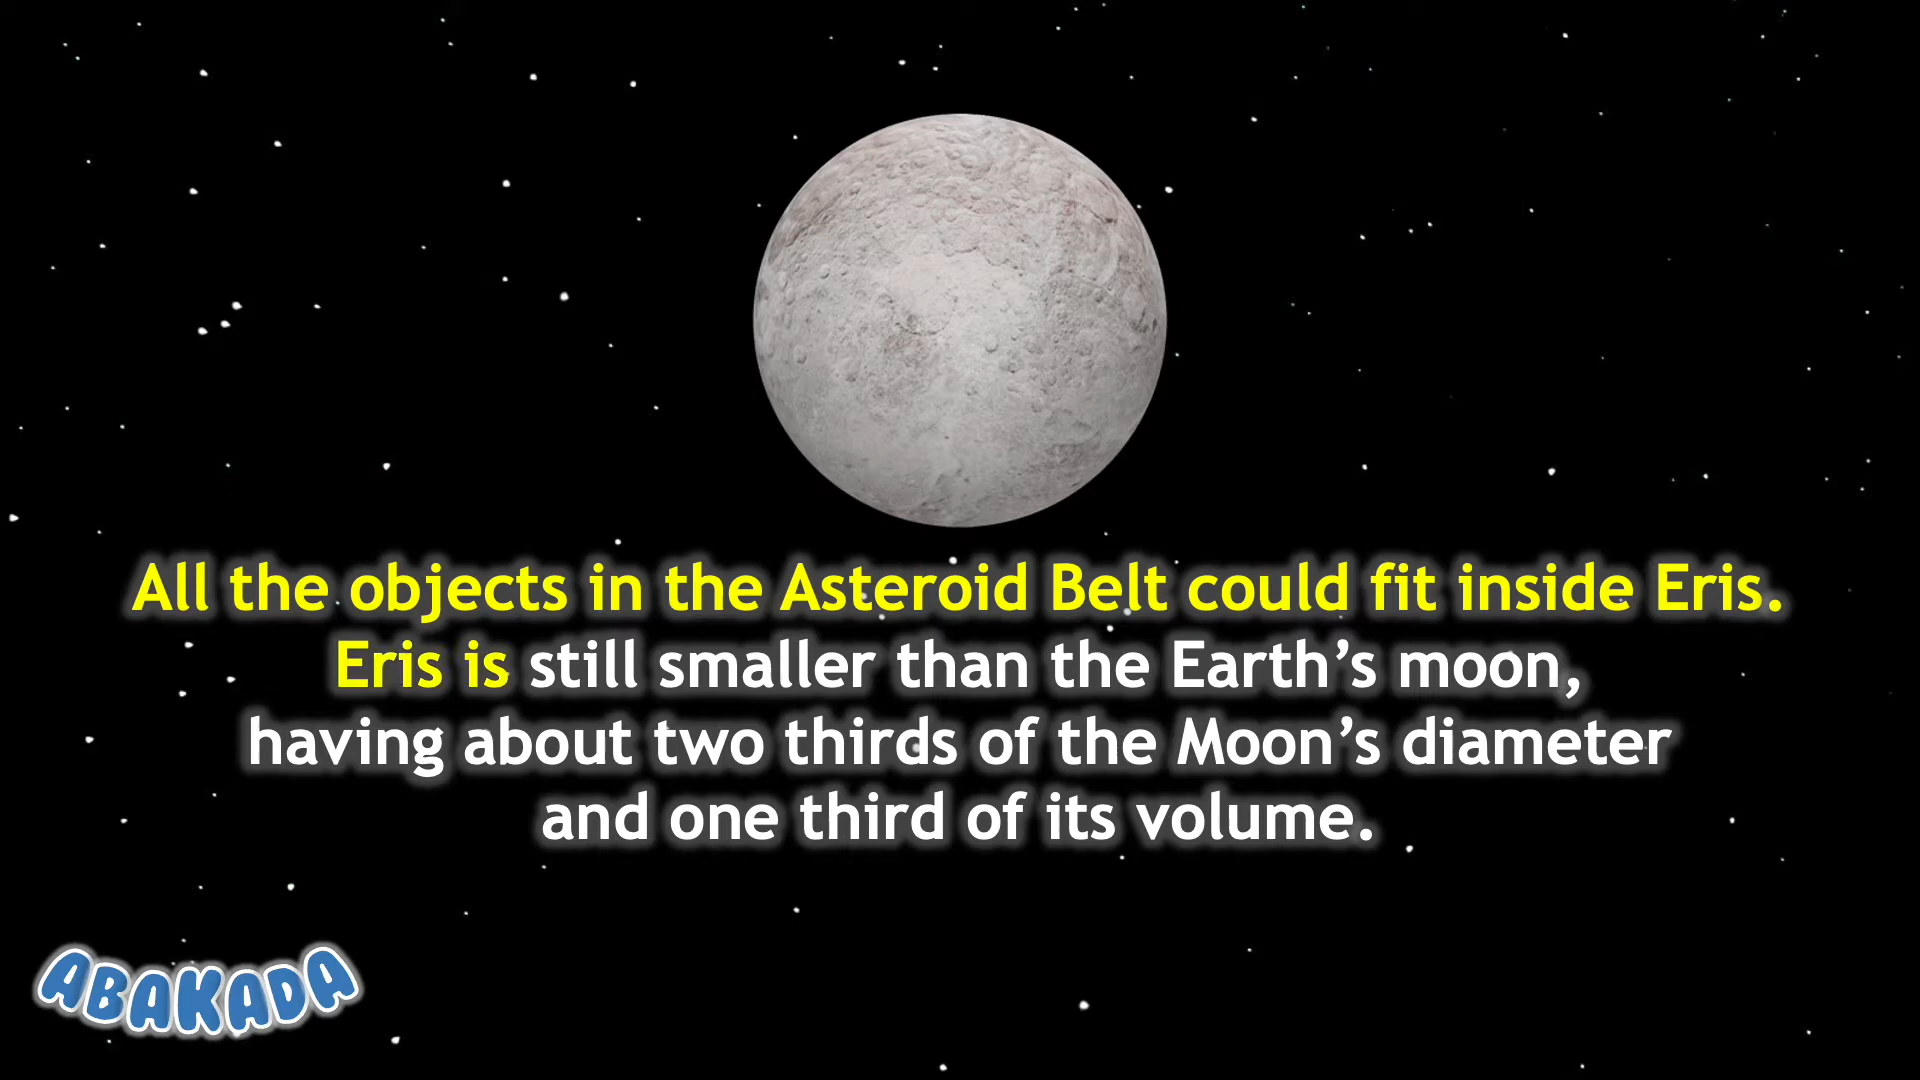 All the objects in the Asteroid Belt could fit inside Eris.
Eris is still smaller than the Earth’s moon,
having about two thirds of the Moon’s diameter
and one third of its volume.
ABAKADA